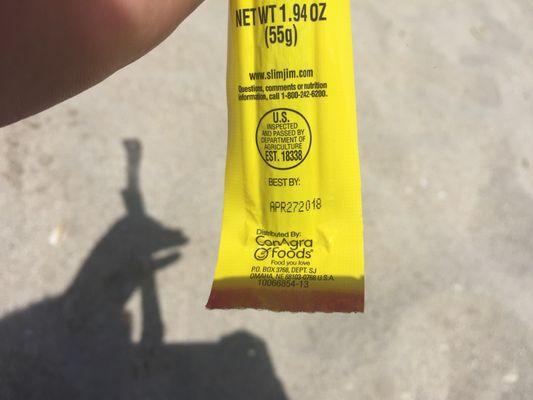 NET WT 1.94 OZ
(55g)
www.slimjim.com
Questions, comments or nutrition
information, call 1-800-242-6200.
U.S.
INSPECTED
AND PASSED BY
DEPARTMENT OF
AGRICULTURE
EST. 18338
BEST BY:
APR272018
Distributed By:
ConAgra
Foods®
Food you love
P.O. BOX 3768, DEPT. SJ
OMAHA, NE 68103-0768 U.S.A.
10066854-13